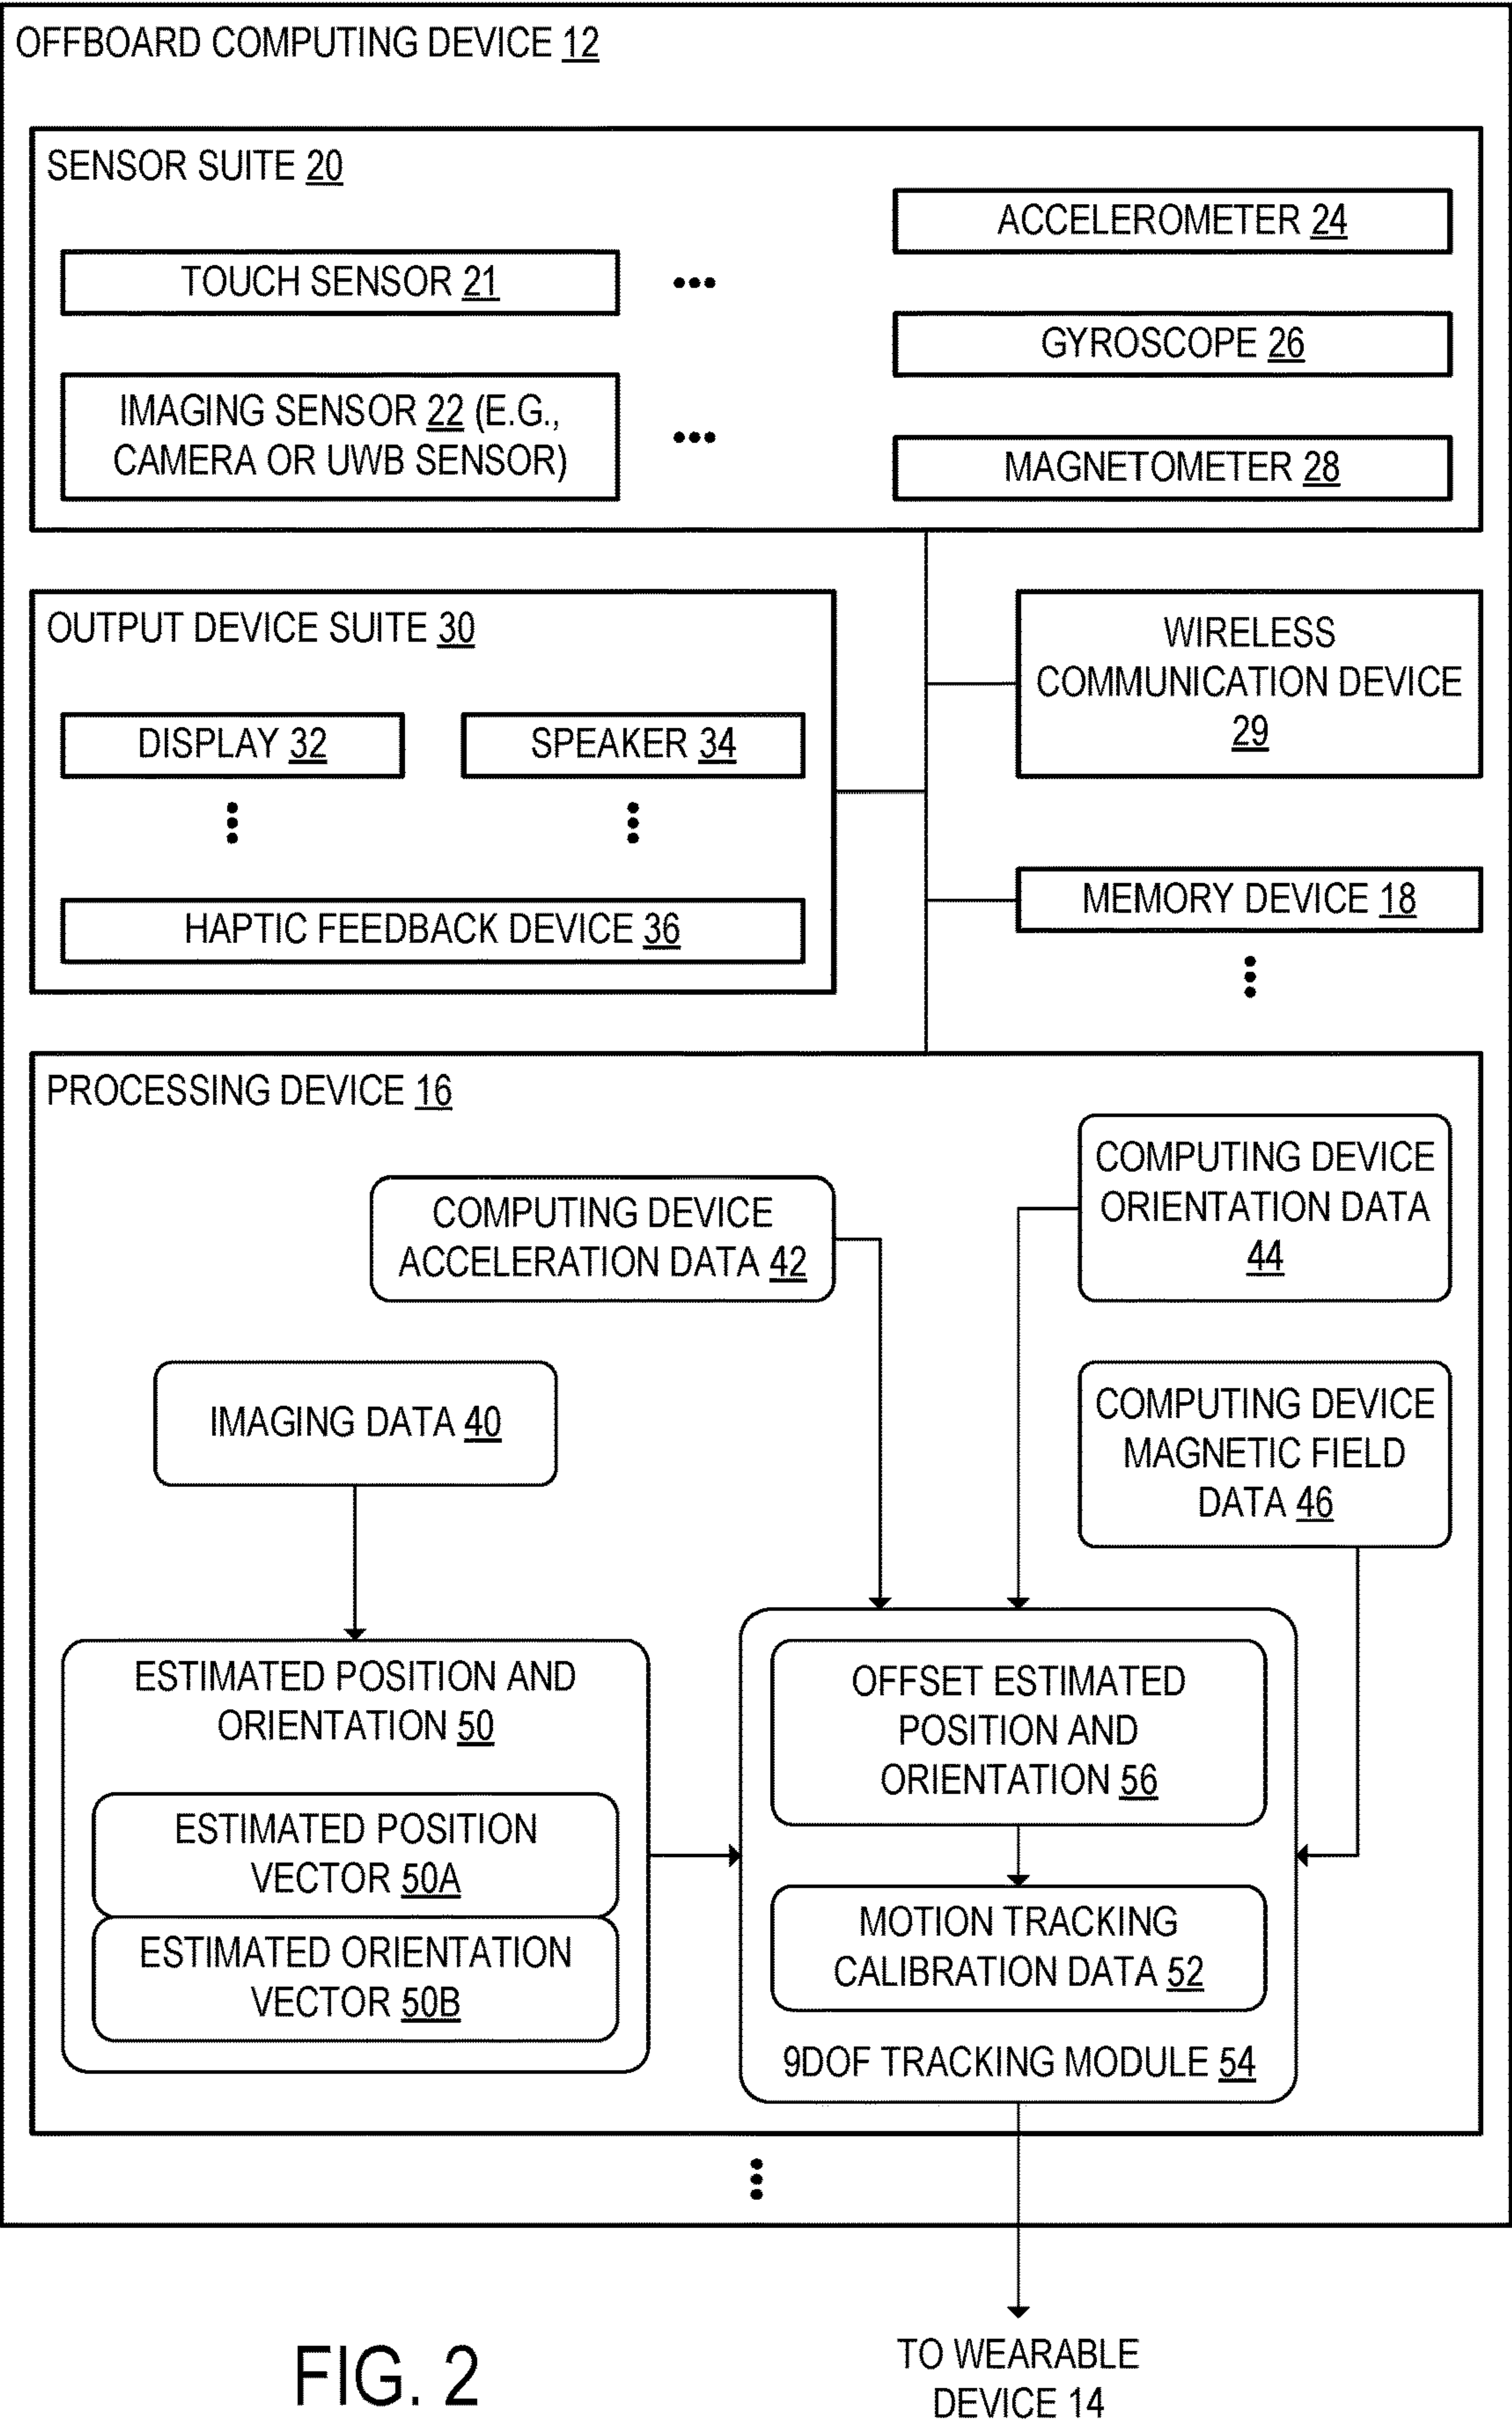 OFFBOARD COMPUTING DEVICE 12
SENSOR SUITE 20
TOUCH SENSOR 21
IMAGING SENSOR 22 (E.G.,
CAMERA OR UWB SENSOR)
ACCELEROMETER 24
GYROSCOPE 26
MAGNETOMETER 28
OUTPUT DEVICE SUITE 30
DISPLAY 32
SPEAKER 34
HAPTIC FEEDBACK DEVICE 36
WIRELESS
COMMUNICATION DEVICE
29
MEMORY DEVICE 18
PROCESSING DEVICE 16
COMPUTING DEVICE
ACCELERATION DATA 42
COMPUTING DEVICE
ORIENTATION DATA
44
IMAGING DATA 40
COMPUTING DEVICE
MAGNETIC FIELD
DATA 46
ESTIMATED POSITION AND
ORIENTATION 50
ESTIMATED POSITION
VECTOR 50A
ESTIMATED ORIENTATION
VECTOR 50B
OFFSET ESTIMATED
POSITION AND
ORIENTATION 56
MOTION TRACKING
CALIBRATION DATA 52
9DOF TRACKING MODULE 54
TO WEARABLE
DEVICE 14
FIG. 2